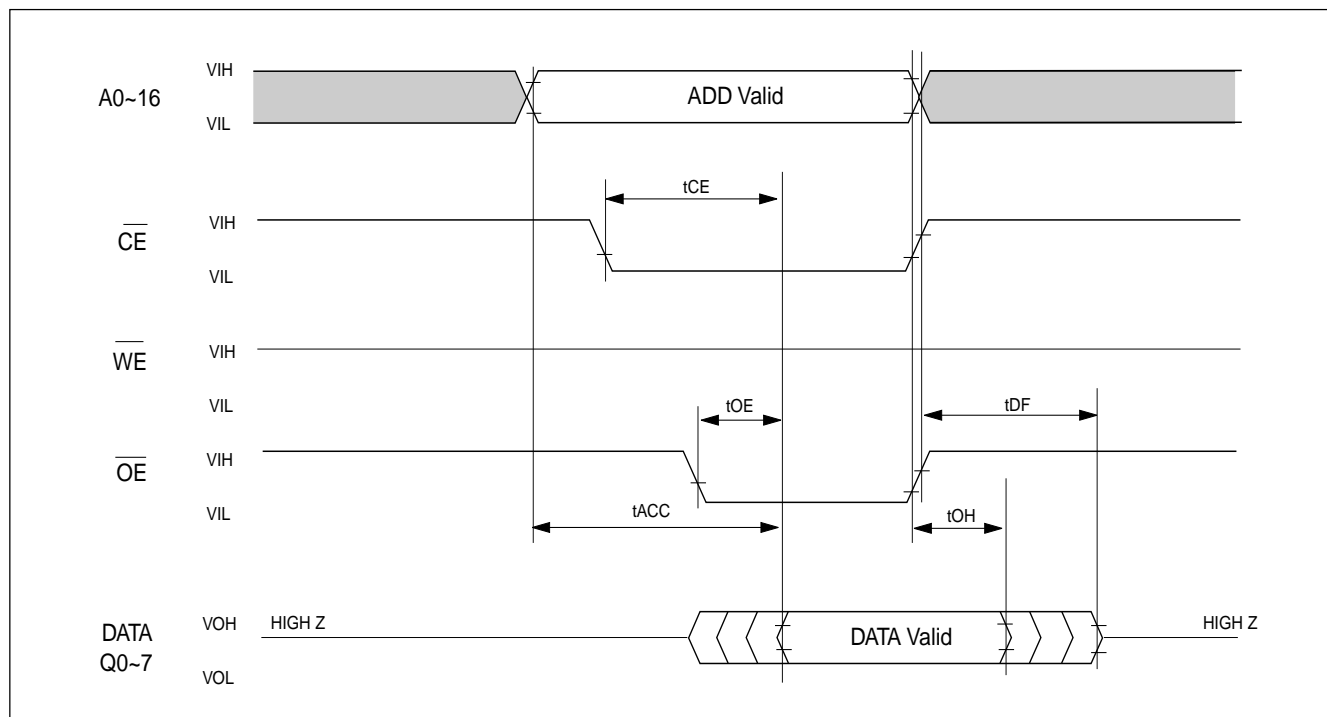 A0~16
VIH
VIL
ADD Valid
tCE
CE
VIH
VIL
WE
VIH
VIL
tOE
tDF
OE
VIH
VIL
tACC
tOH
DATA
Q0~7
VOH
VOL
HIGH Z
DATA Valid
HIGH Z